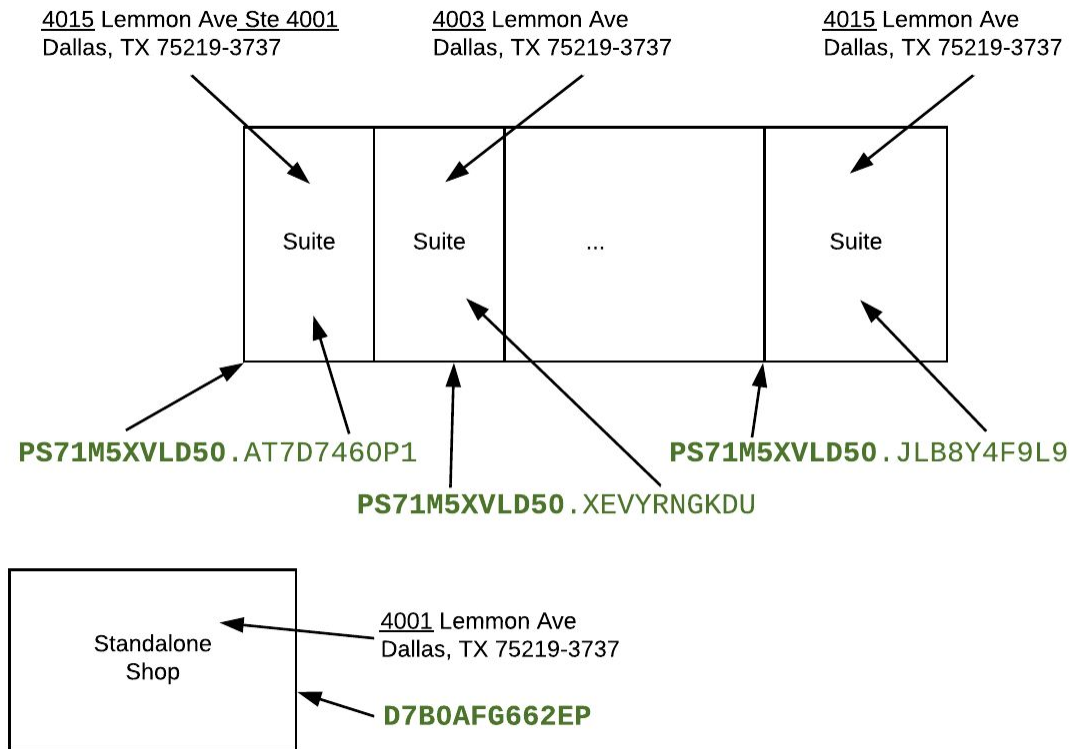 4015 Lemmon Ave Ste 4001
Dallas, TX 75219-3737
4003 Lemmon Ave
Dallas, TX 75219-3737
4015 Lemmon Ave
Dallas, TX 75219-3737
Suite
Suite
...
Suite
PS71M5XVLD50.AT7D746OP1
PS71M5XVLD50.JLB8Y4F9L9
PS71M5XVLD50.XEVYRNGKDU
Standalone
Shop
4001 Lemmon Ave
Dallas, TX 75219-3737
D7B0AFG662EP